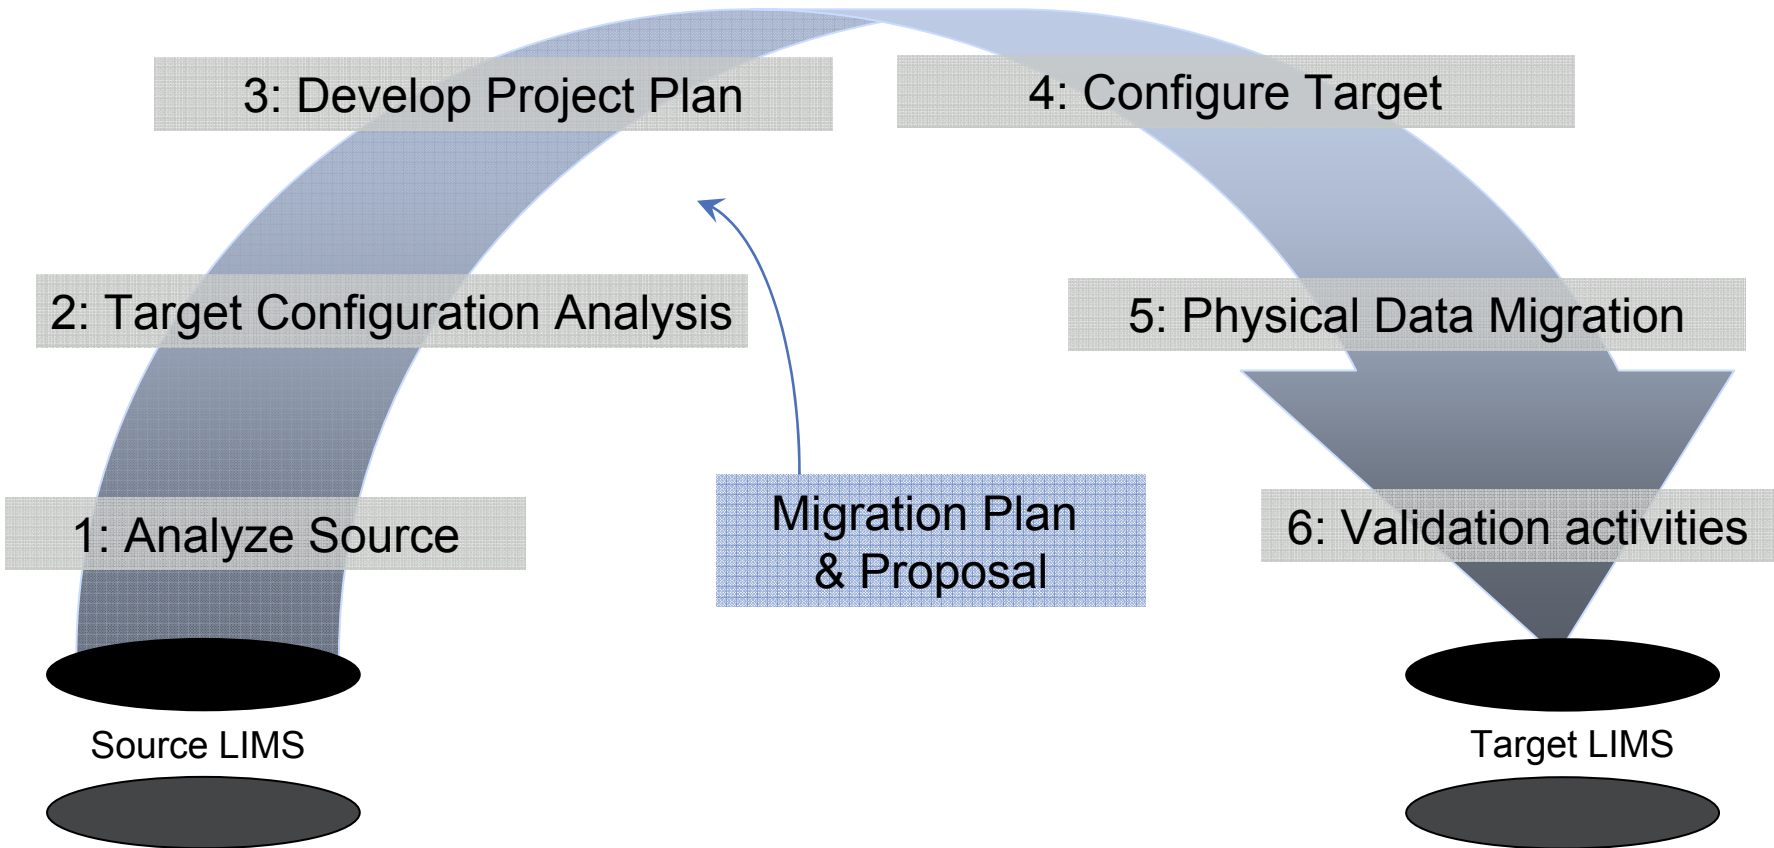 3: Develop Project Plan
4: Configure Target
2: Target Configuration Analysis
5: Physical Data Migration
1: Analyze Source
Migration Plan
& Proposal
6: Validation activities
Source LIMS
Target LIMS